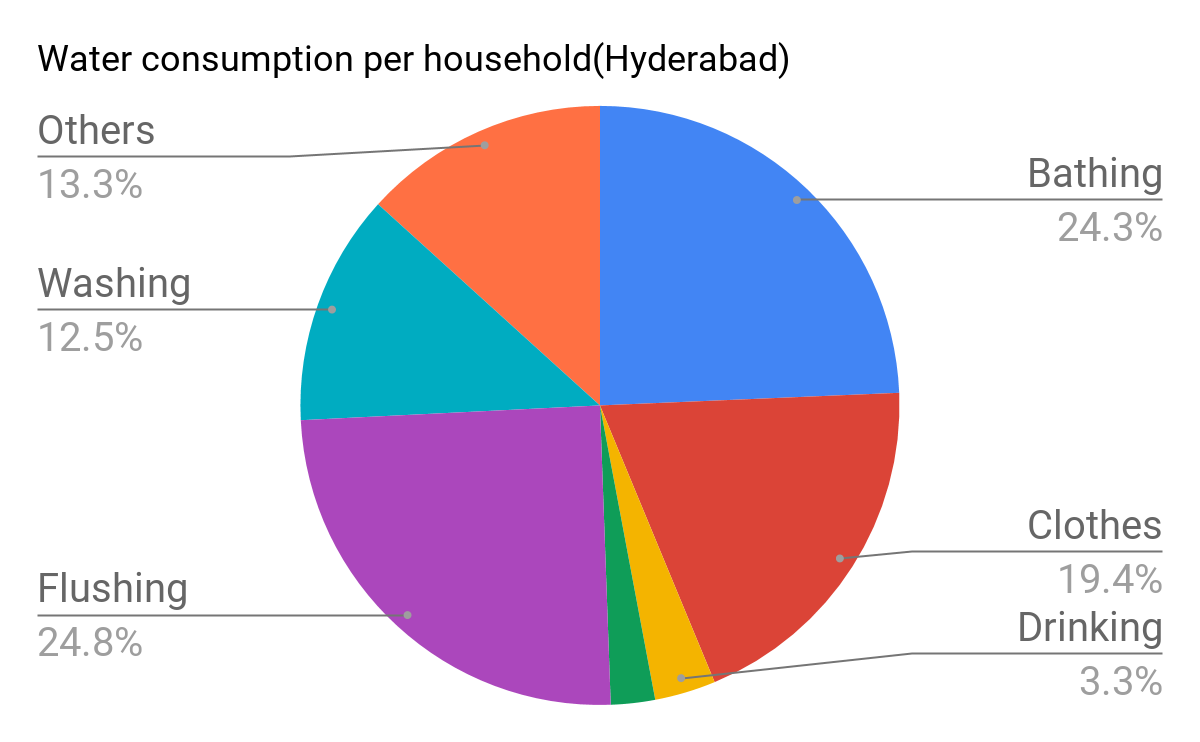 Water consumption per household(Hyderabad)
Others
13.3%
Washing
12.5%
Flushing
24.8%
Bathing
24.3%
Clothes
19.4%
Drinking
3.3%